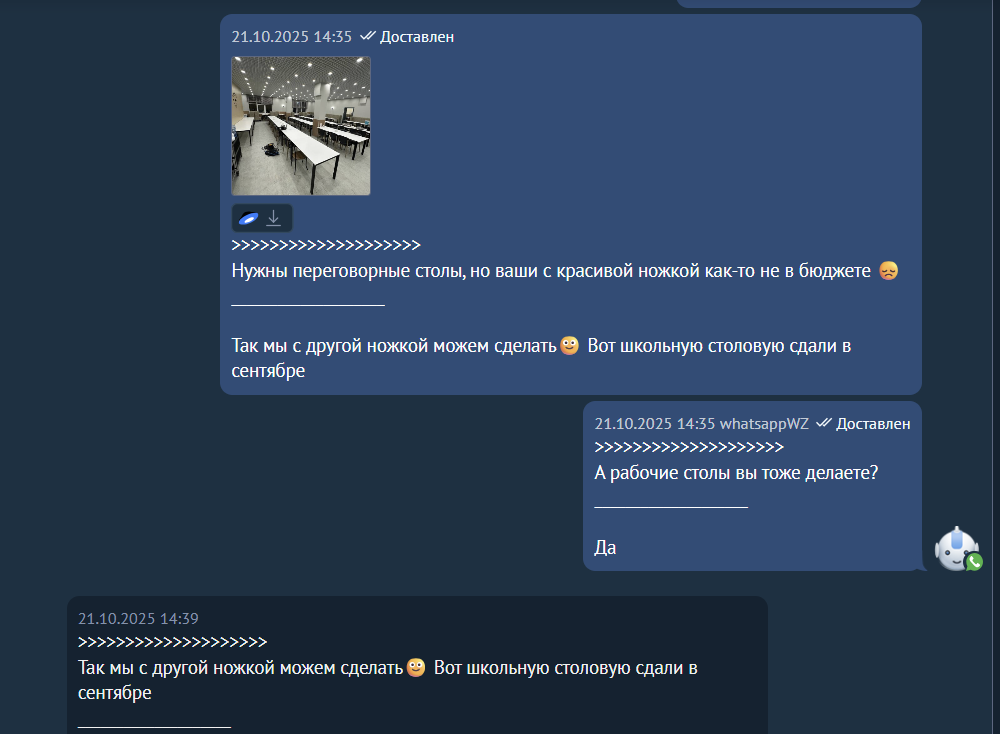 21.10.2025 14:35 Доставлен
>>>>>>>>>>>>>>>>>>>>
Нужны переговорные столы, но ваши с красивой ножкой как-то не в бюджете 😞
________________
Так мы с другой ножкой можем сделать🙂 Вот школьную столовую сдали в
сентябре
21.10.2025 14:35 whatsappWZ Доставлен
>>>>>>>>>>>>>>>>>>>>
А рабочие столы вы тоже делаете?
________________
Да
21.10.2025 14:39
>>>>>>>>>>>>>>>>>>>>
Так мы с другой ножкой можем сделать🙂 Вот школьную столовую сдали в
сентябре
________________